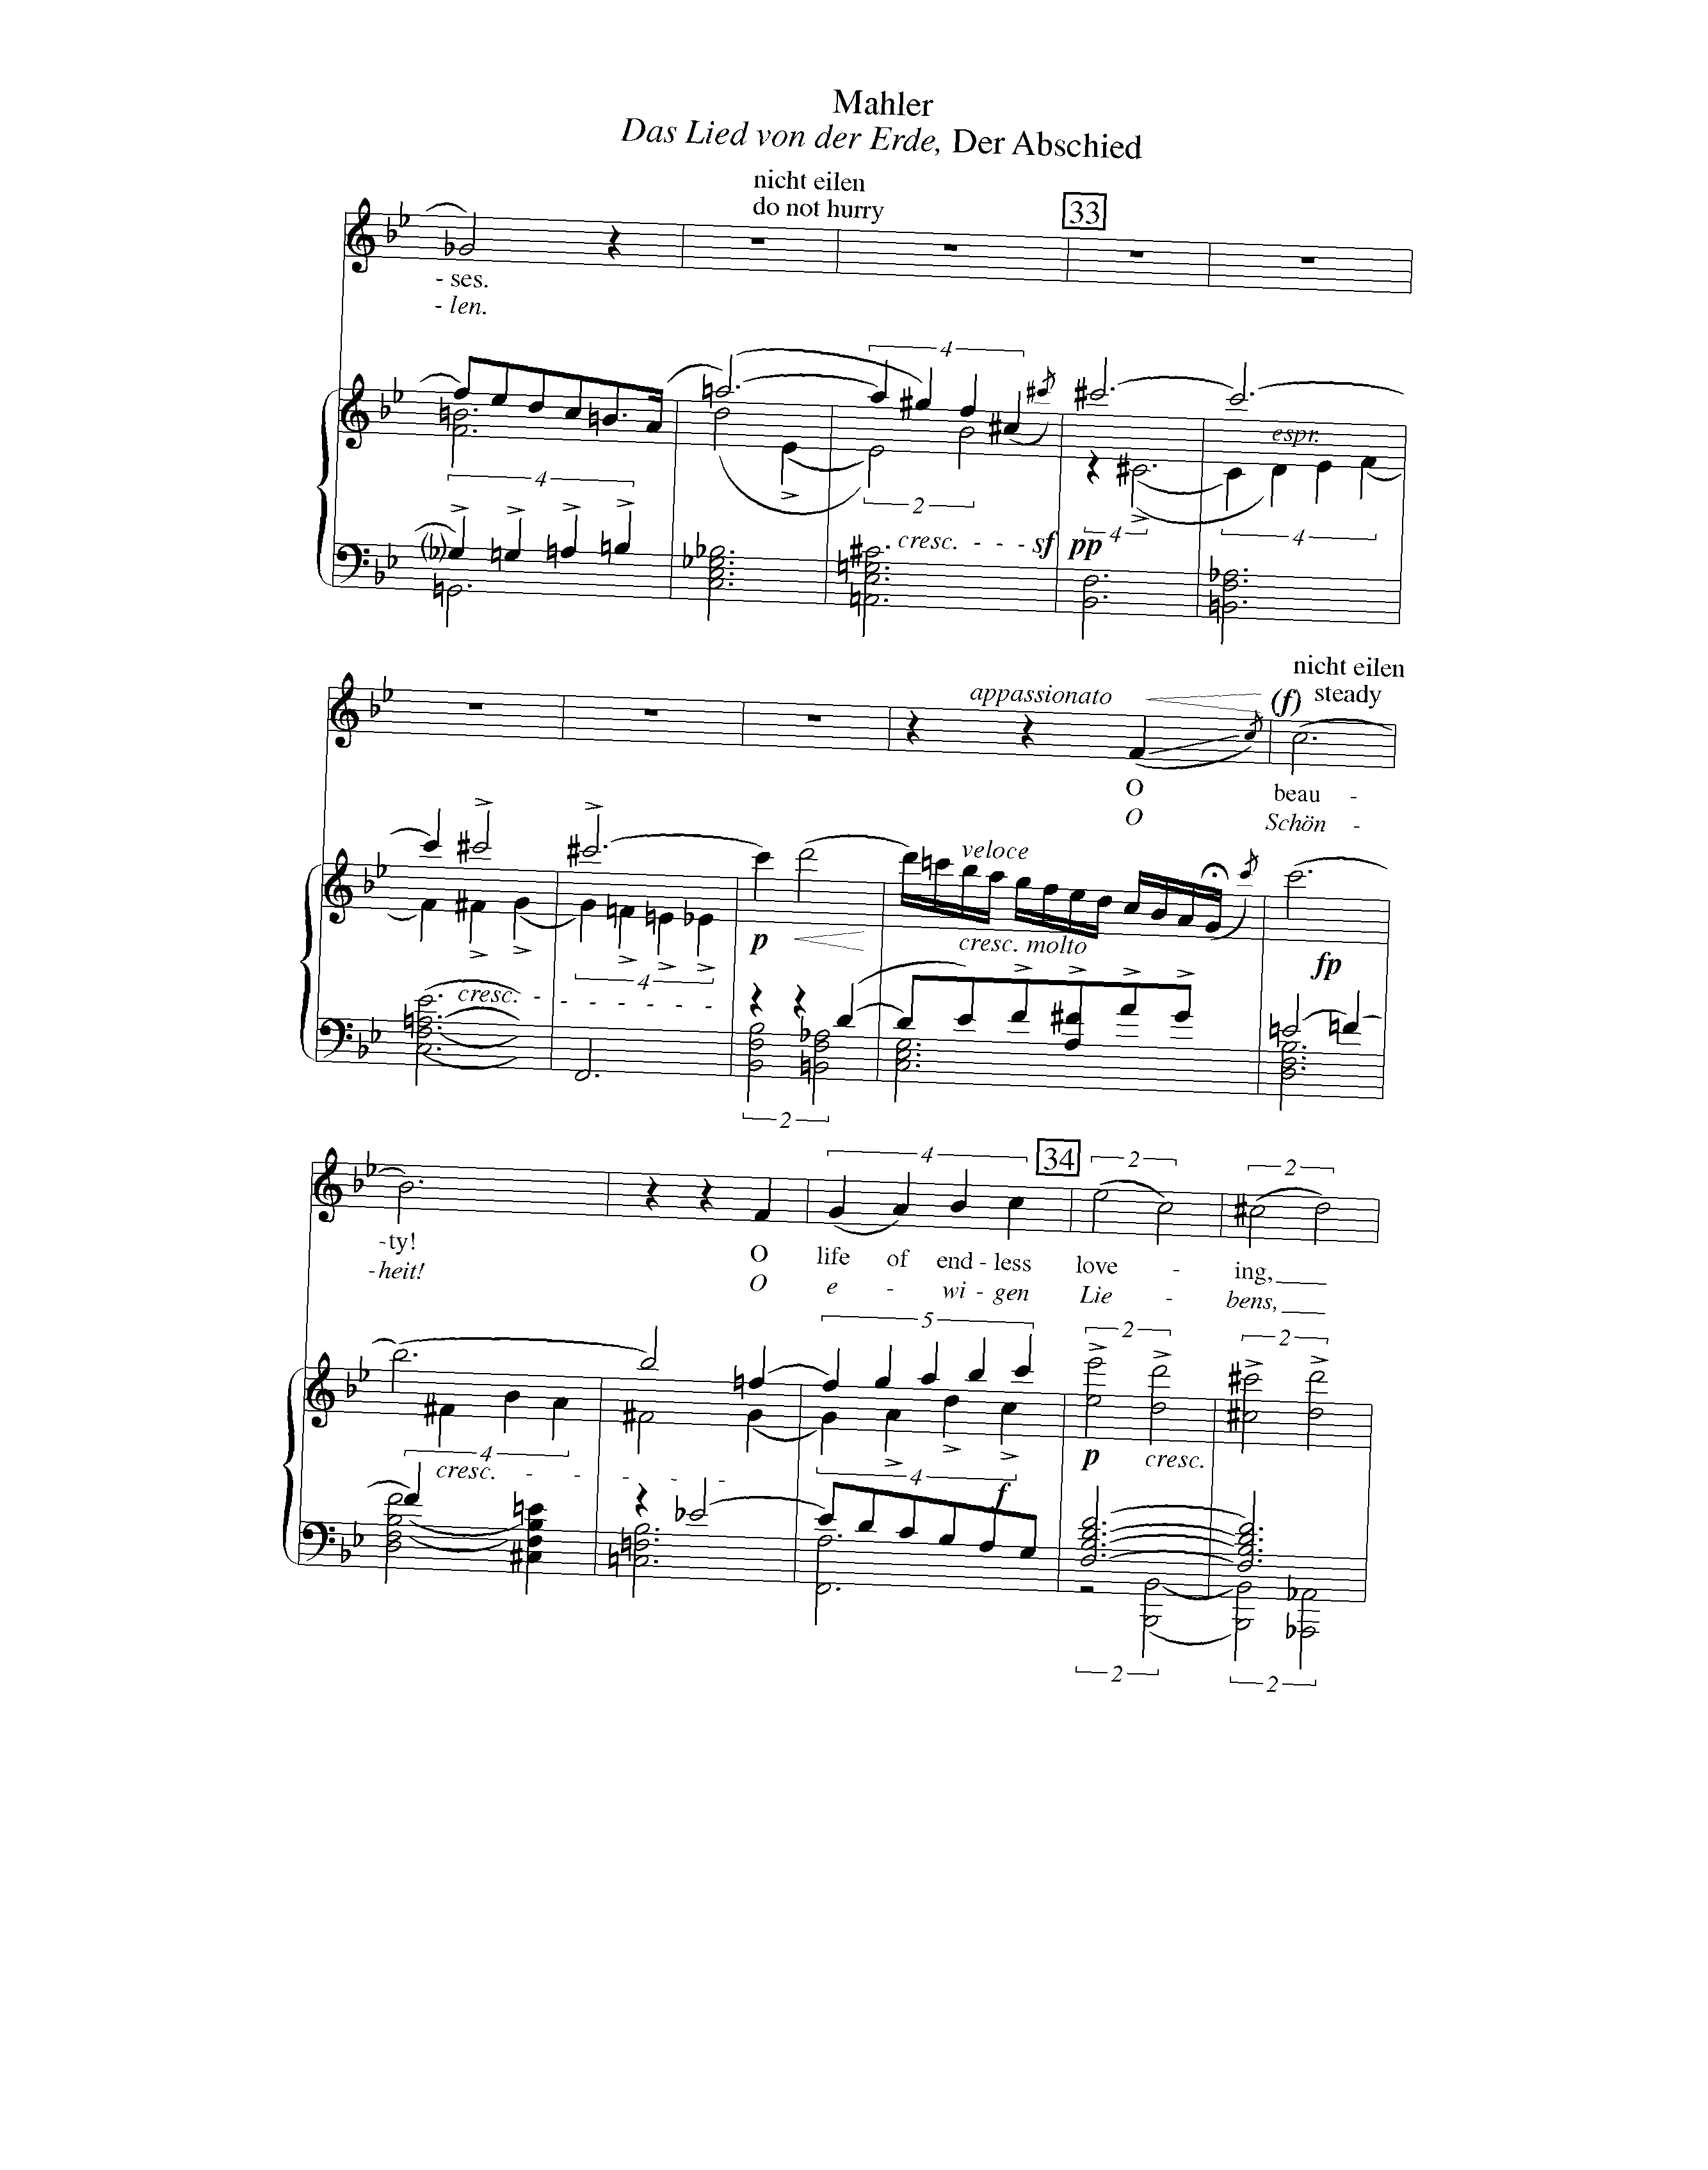 Mahler
Das Lied von der Erde, Der Abschied
nicht eilen
do not hurry
33
- ses.
- len.
4
espr.
4
2
4
4
cresc. - - - sf pp
nicht eilen
steady
appassionato
(f)
O beau -
O Schön -
veloce
p
cresc. molto
fp
4
cresc. - - - - - - -
2
4
34
2
2
-ty! O life of end - less love - ing,
-heit! O e - wi - gen Lie - bens,
5
2
2
4
cresc. - - - - -
4
f
p
cresc.
2
2